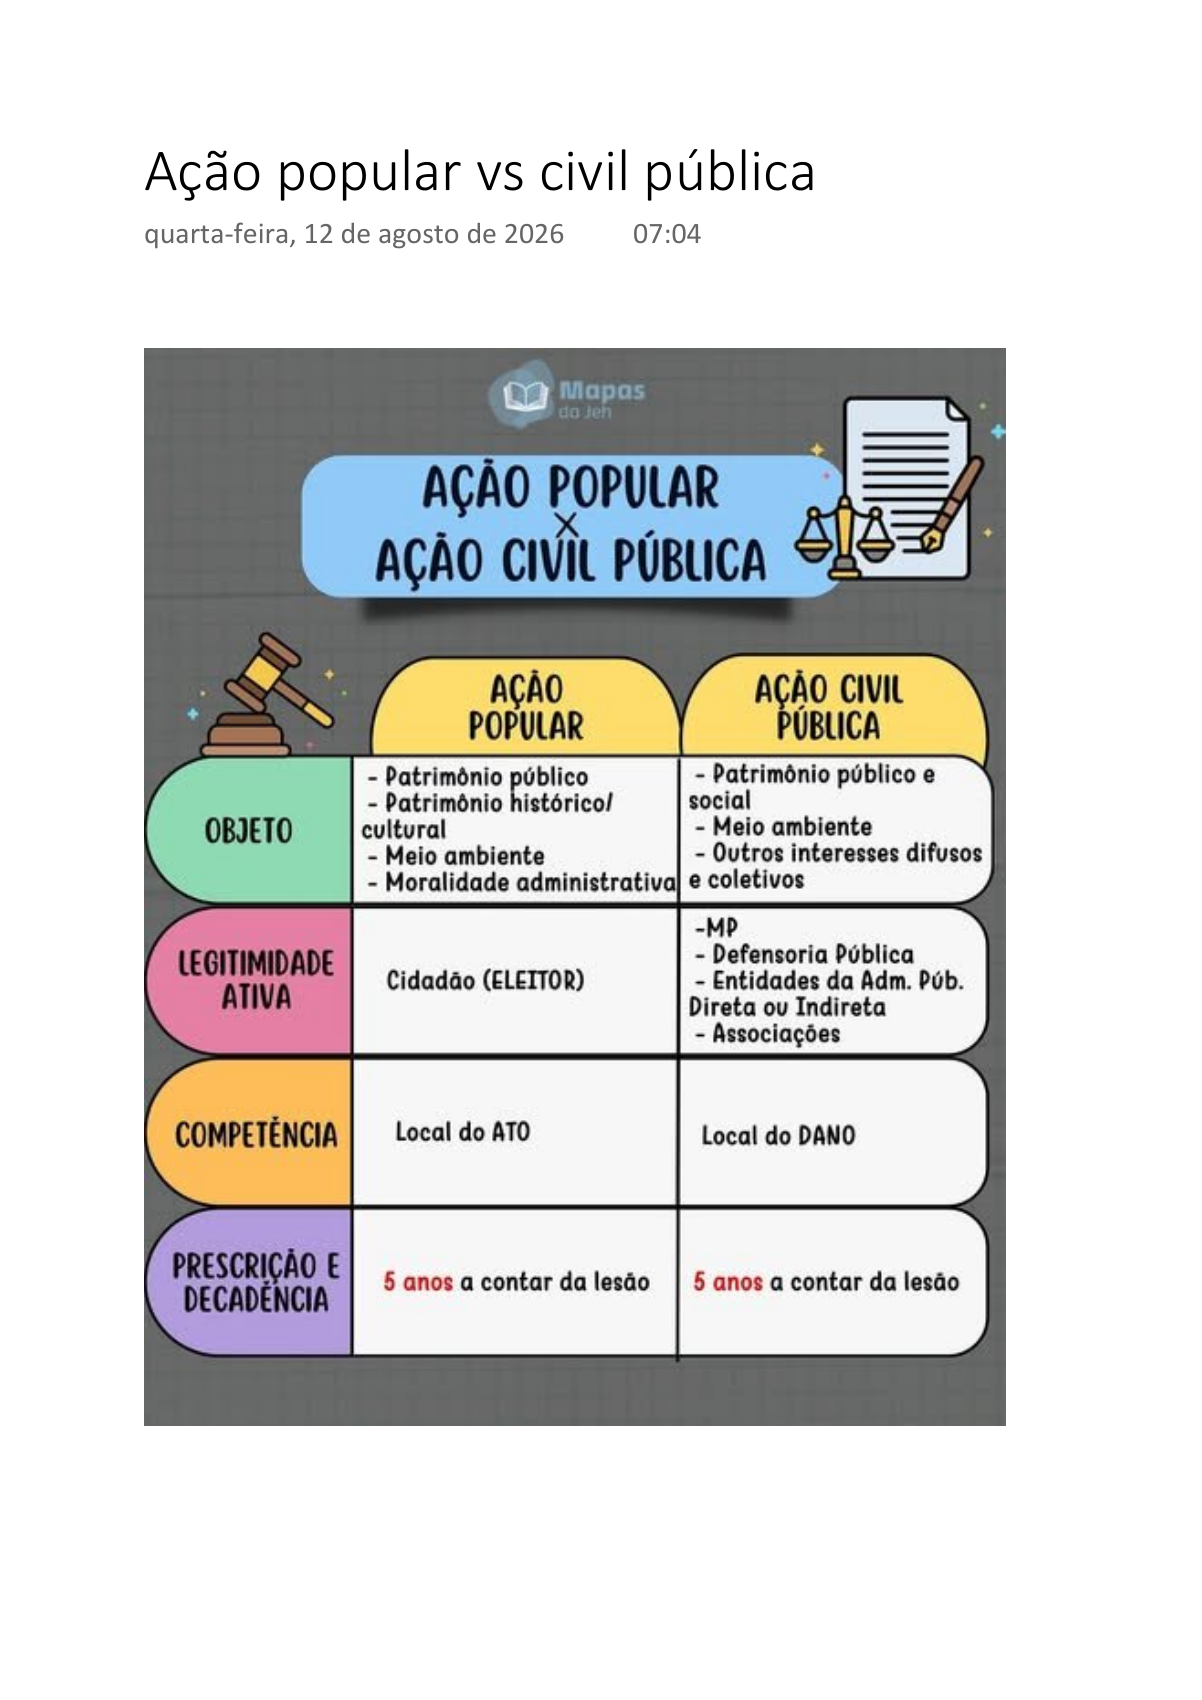 Ação popular vs civil pública
quarta-feira, 12 de agosto de 2026 07:04
Mapas
da Jeh
AÇÃO POPULAR
X
AÇÃO CIVIL PÚBLICA
AÇÃO
POPULAR
AÇÃO CIVIL
PÚBLICA
OBJETO
- Patrimônio público
- Patrimônio histórico/
cultural
- Meio ambiente
- Moralidade administrativa
- Patrimônio público e
social
- Meio ambiente
- Outros interesses difusos
e coletivos
LEGITIMIDADE
ATIVA
Cidadão (ELEITOR)
-MP
- Defensoria Pública
- Entidades da Adm. Púb.
Direta ou Indireta
- Associações
COMPETÊNCIA
Local do ATO
Local do DANO
PRESCRIÇÃO E
DECADÊNCIA
5 anos a contar da lesão
5 anos a contar da lesão